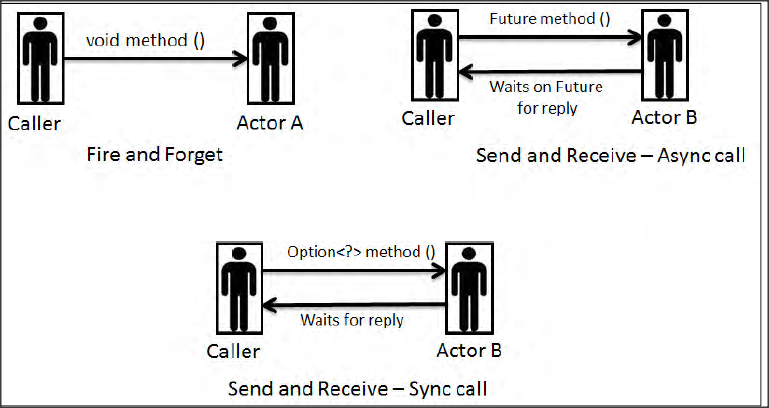 void method ()
Caller
Actor A
Fire and Forget
Future method ()
Waits on Future
for reply
Caller
Actor B
Send and Receive – Async call
Option<?> method ()
Waits for reply
Caller
Actor B
Send and Receive – Sync call